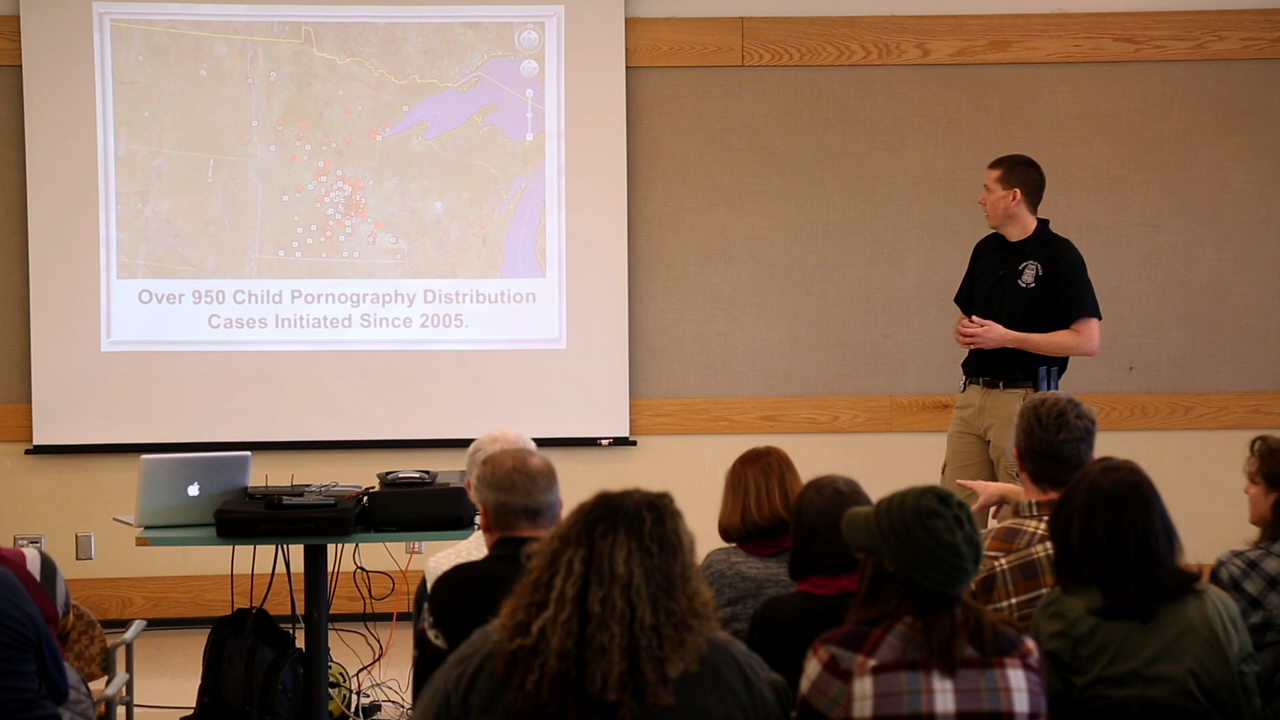 Over 950 Child Pornography Distribution
Cases Initiated Since 2005.